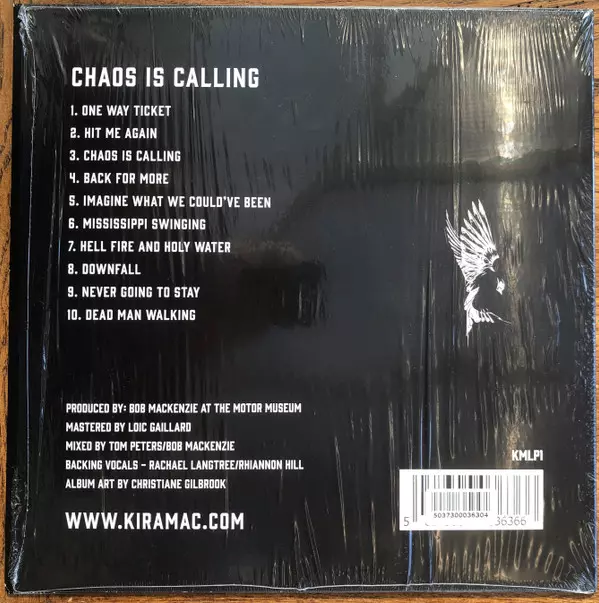 CHAOS IS CALLING
1. ONE WAY TICKET
2. HIT ME AGAIN
3. CHAOS IS CALLING
4. BACK FOR MORE
5. IMAGINE WHAT WE COULD'VE BEEN
6. MISSISSIPPI SWINGING
7. HELL FIRE AND HOLY WATER
8. DOWNFALL
9. NEVER GOING TO STAY
10. DEAD MAN WALKING
PRODUCED BY: BOB MACKENZIE AT THE MOTOR MUSEUM
MASTERED BY LOIC GAILLARD
MIXED BY TOM PETERS/BOB MACKENZIE
BACKING VOCALS – RACHAEL LANGTREE/RHIANNON HILL
ALBUM ART BY CHRISTIANE GILBROOK
WWW.KIRAMAC.COM
KMLP1
5037300036304
5 36366